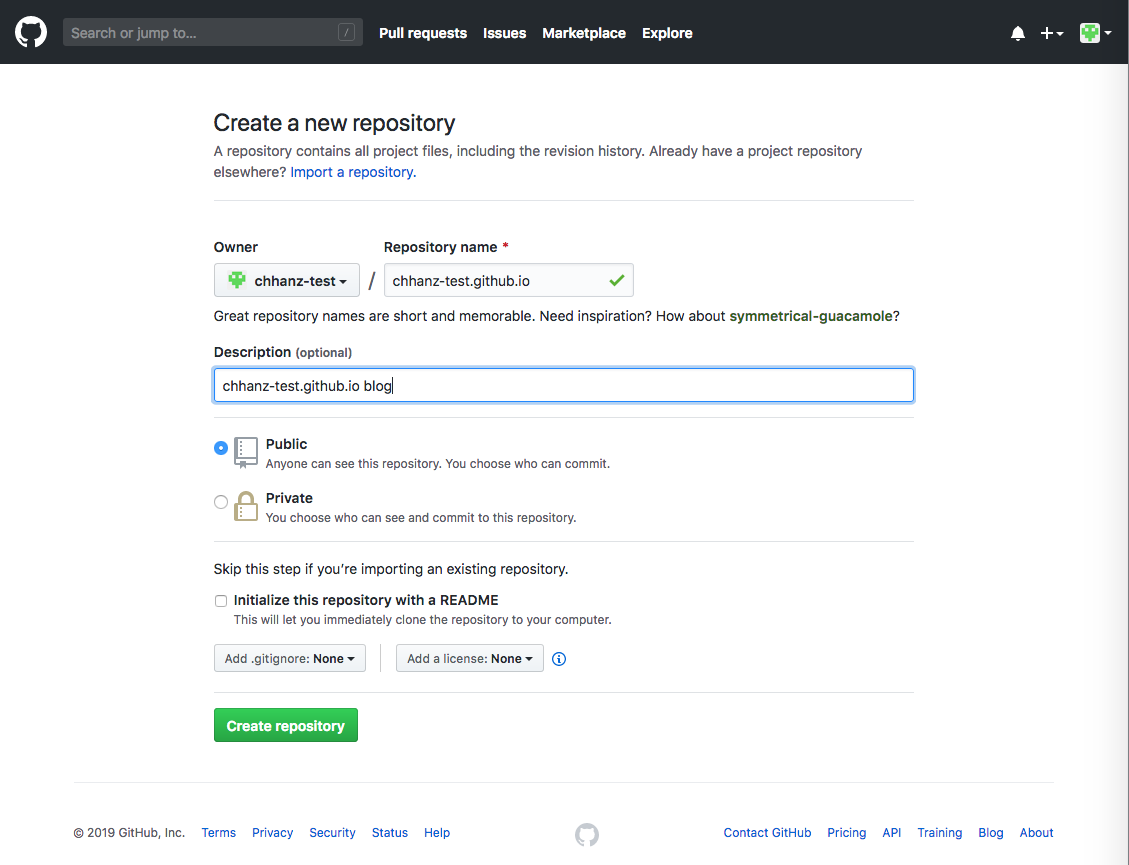 Search or jump to... / Pull requests Issues Marketplace Explore
Create a new repository
A repository contains all project files, including the revision history. Already have a project repository
elsewhere? Import a repository.
Owner Repository name *
chhanz-test / chhanz-test.github.io
Great repository names are short and memorable. Need inspiration? How about symmetrical-guacamole?
Description (optional)
chhanz-test.github.io blog
Public
Anyone can see this repository. You choose who can commit.
Private
You choose who can see and commit to this repository.
Skip this step if you’re importing an existing repository.
Initialize this repository with a README
This will let you immediately clone the repository to your computer.
Add .gitignore: None Add a license: None
Create repository
© 2019 GitHub, Inc. Terms Privacy Security Status Help Contact GitHub Pricing API Training Blog About